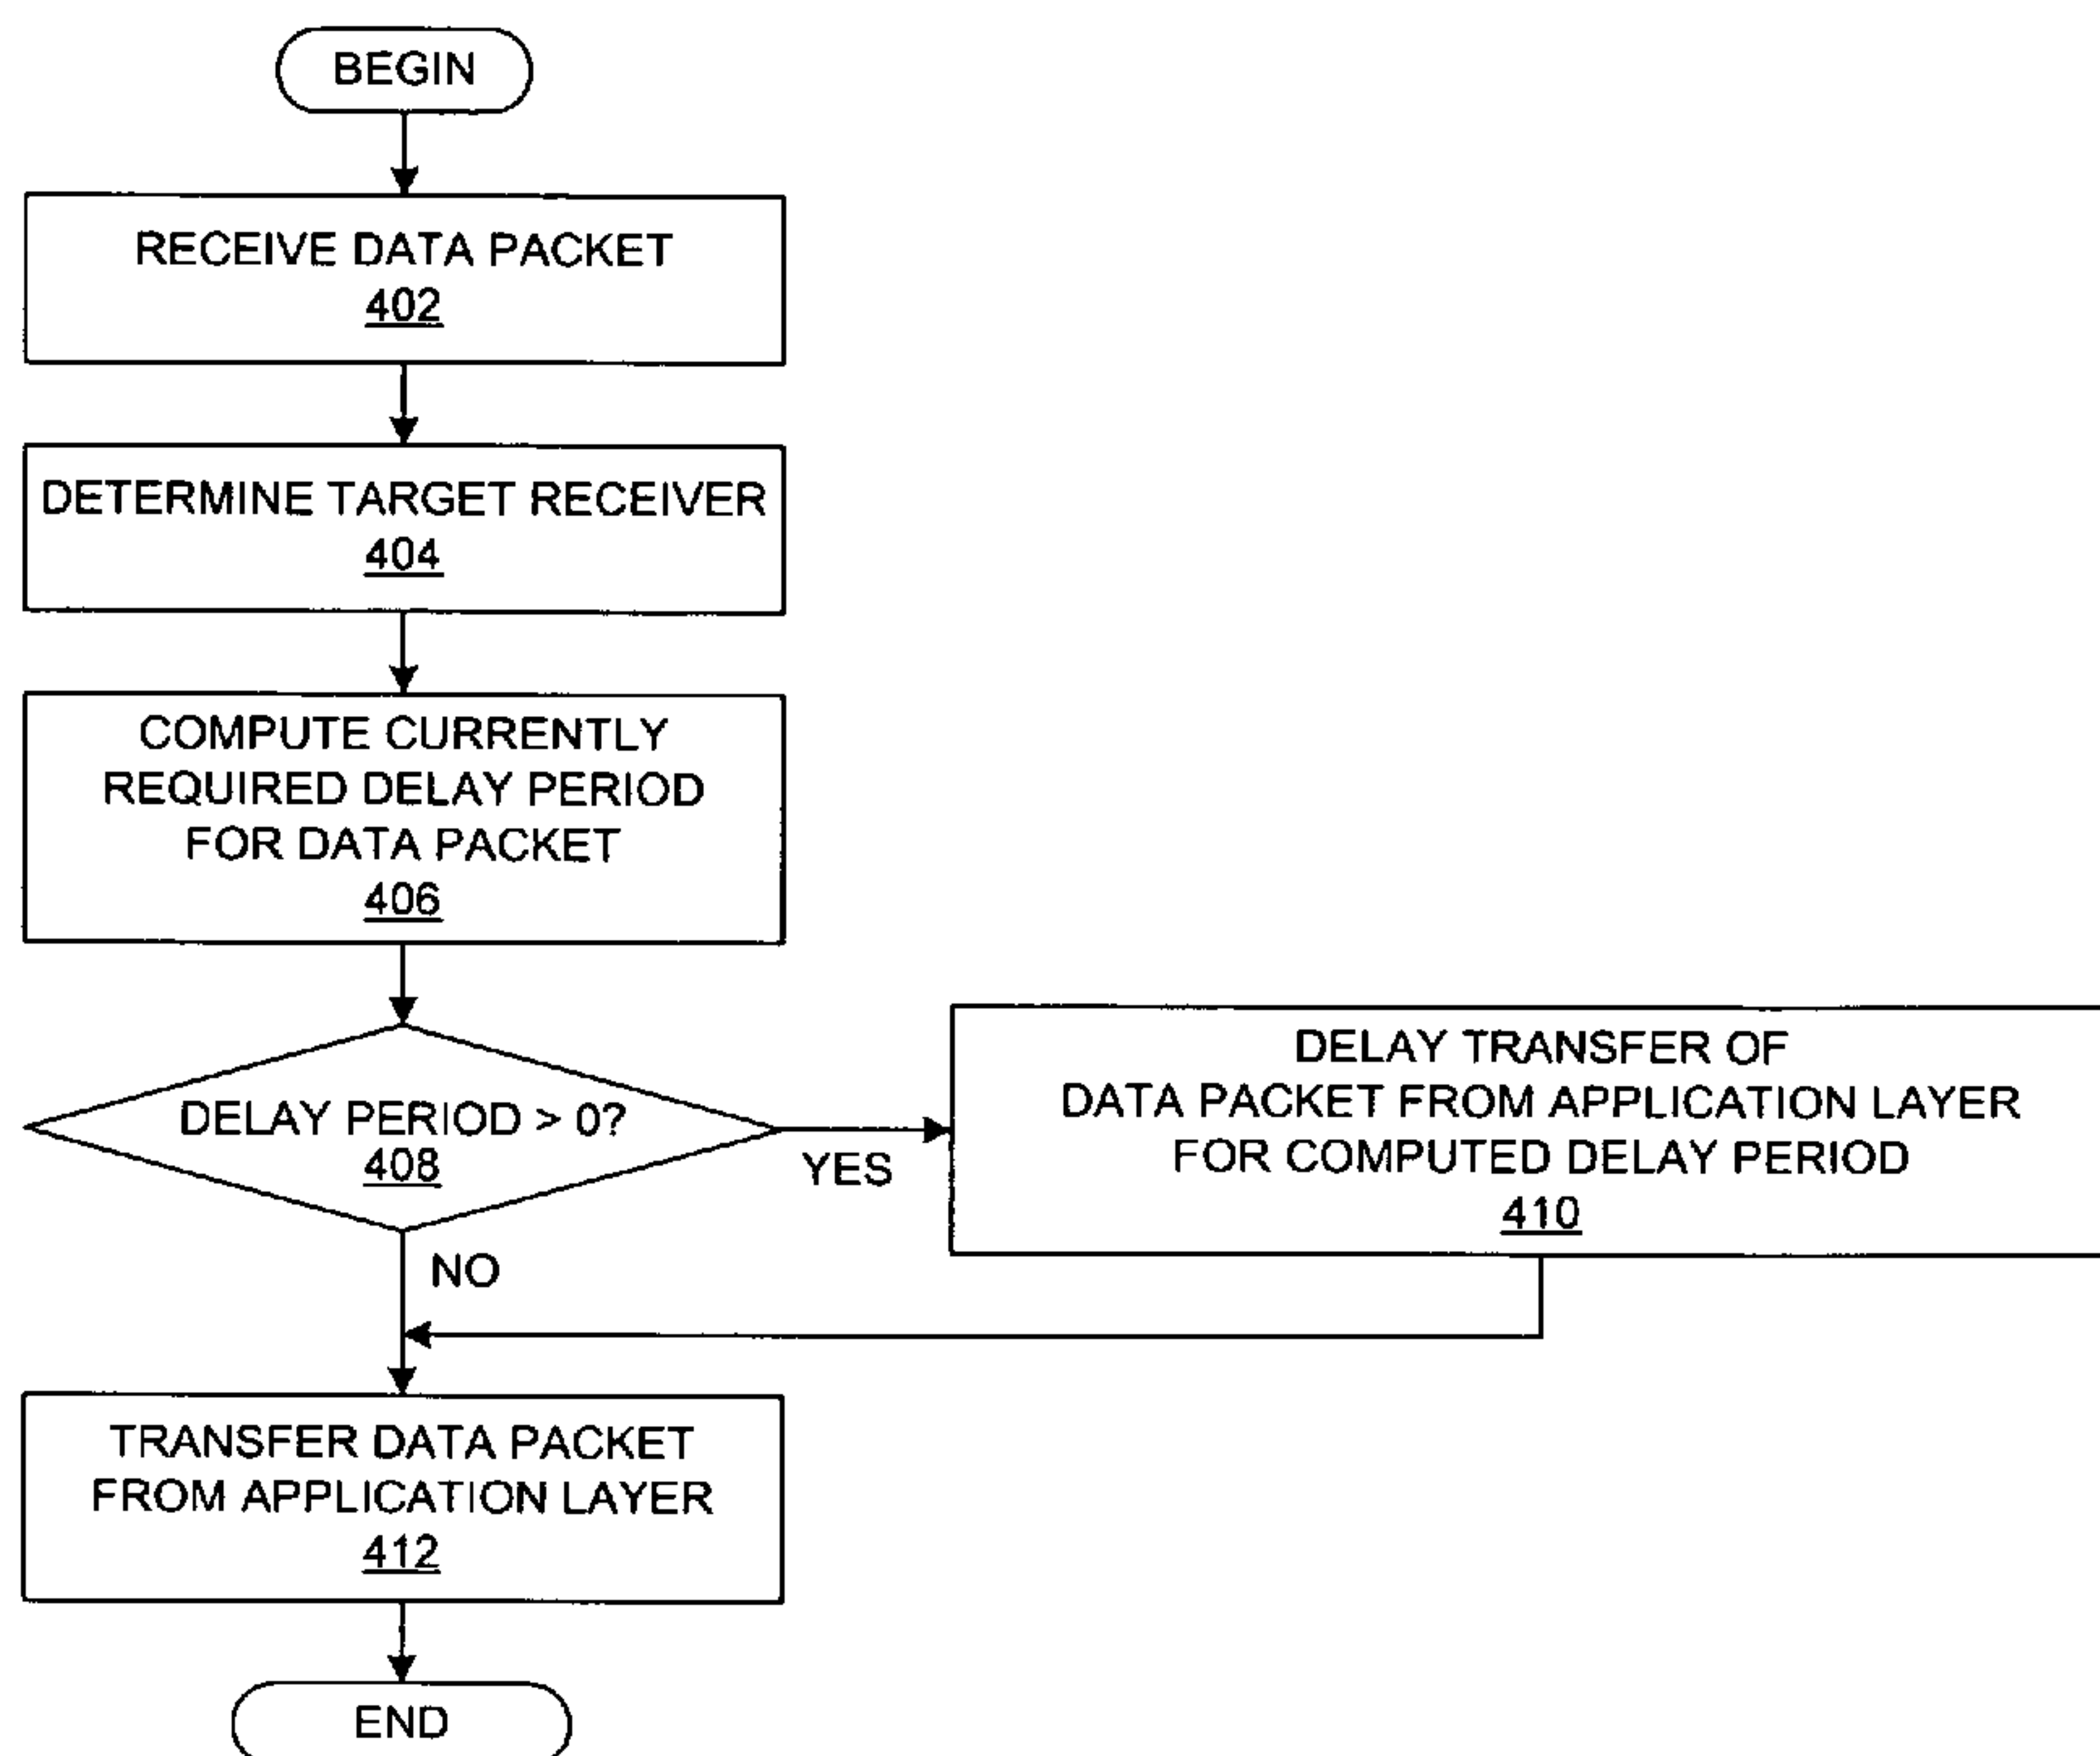 BEGIN
RECEIVE DATA PACKET
402
DETERMINE TARGET RECEIVER
404
COMPUTE CURRENTLY
REQUIRED DELAY PERIOD
FOR DATA PACKET
406
DELAY PERIOD > 0?
408
YES
DELAY TRANSFER OF
DATA PACKET FROM APPLICATION LAYER
FOR COMPUTED DELAY PERIOD
410
NO
TRANSFER DATA PACKET
FROM APPLICATION LAYER
412
END